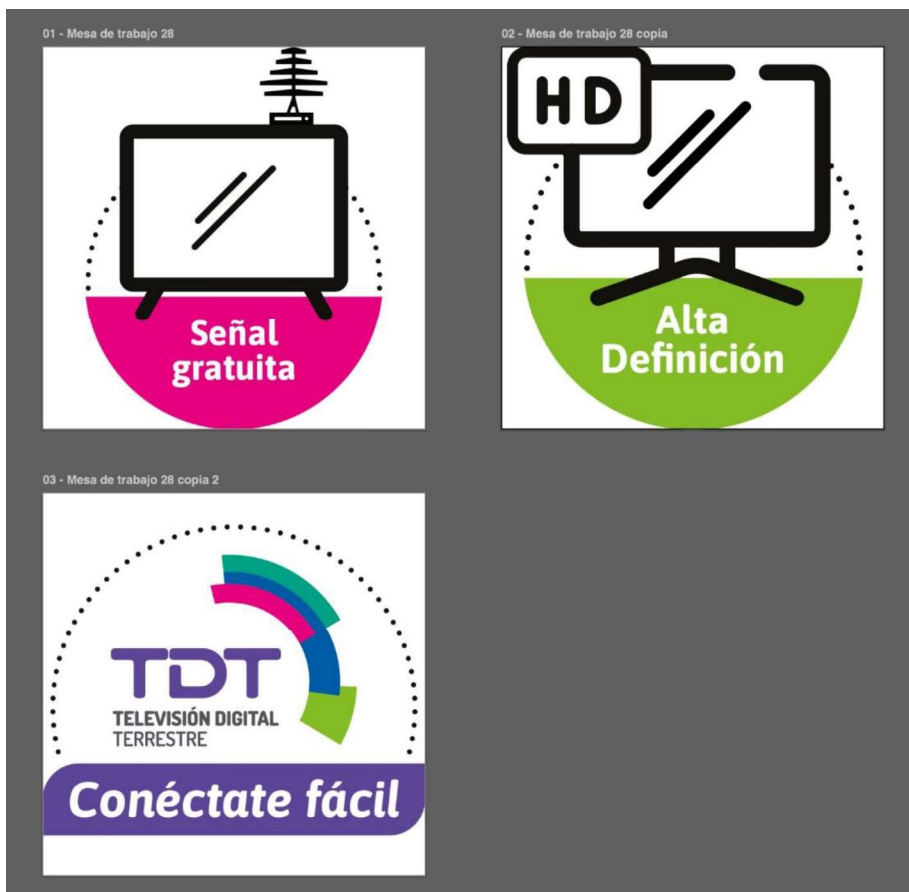 01 - Mesa de trabajo 28
Señal
gratuita
02 - Mesa de trabajo 28 copia
HD
Alta
Definición
03 - Mesa de trabajo 28 copia 2
TDT
TELEVISIÓN DIGITAL
TERRESTRE
Conéctate fácil